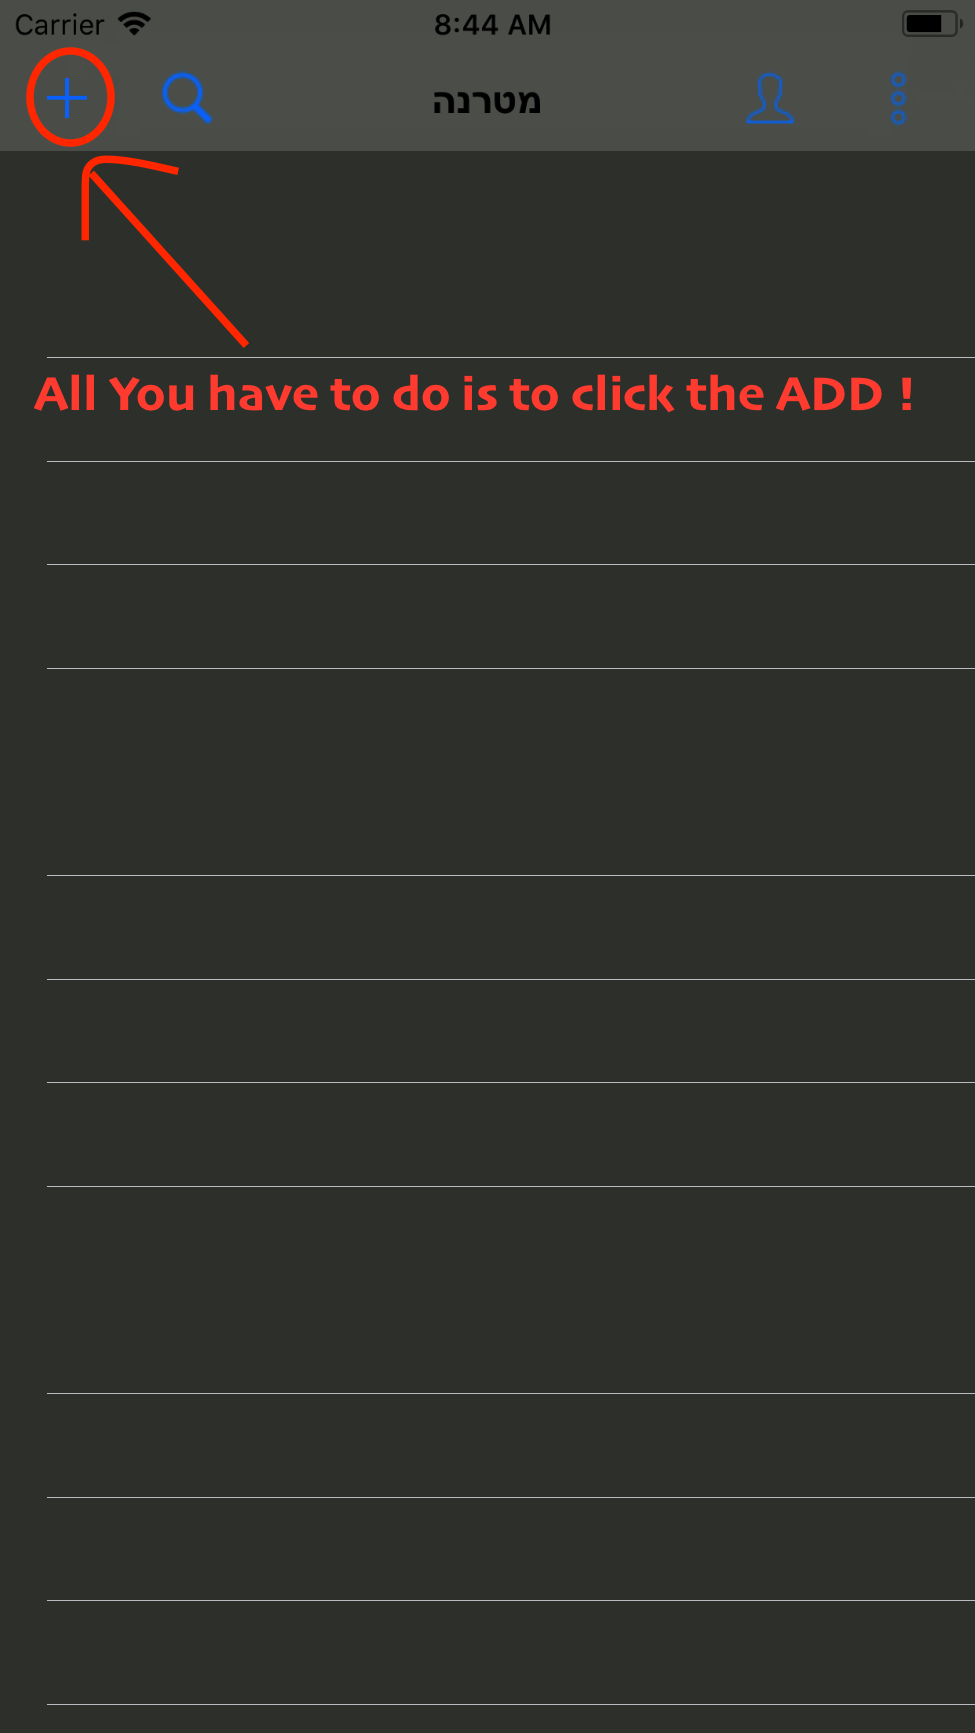 Carrier 8:44 AM
מטרנה
All You have to do is to click the ADD !